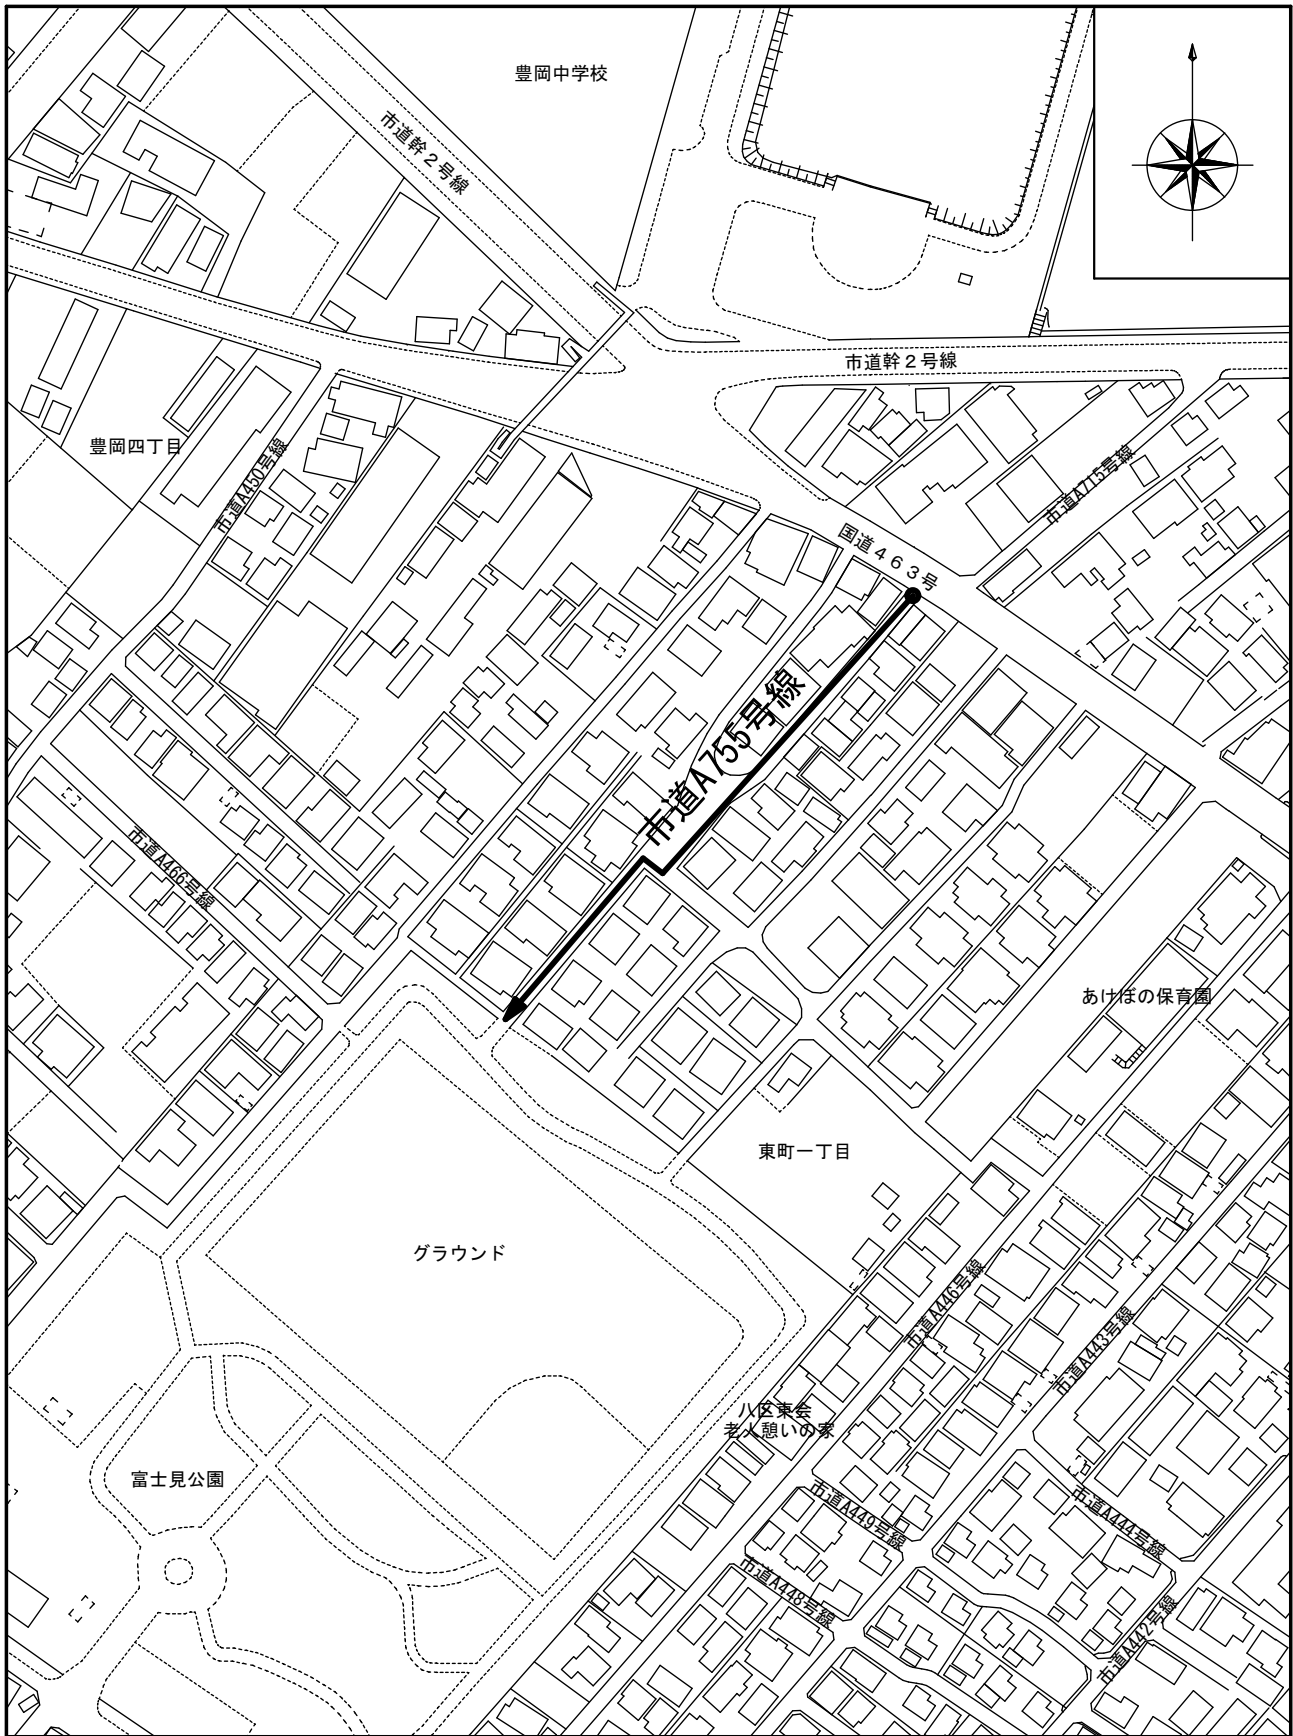 豊岡中学校
市道幹２号線
市道幹２号線
豊岡四丁目
市道A450号線
市道A715号線
国道４６３号
市道A755号線
市道A466号線
あけぼの保育園
東町一丁目
グラウンド
市道A446号線
市道A443号線
八区東会
老人憩いの家
富士見公園
市道A449号線
市道A444号線
市道A448号線
市道A442号線